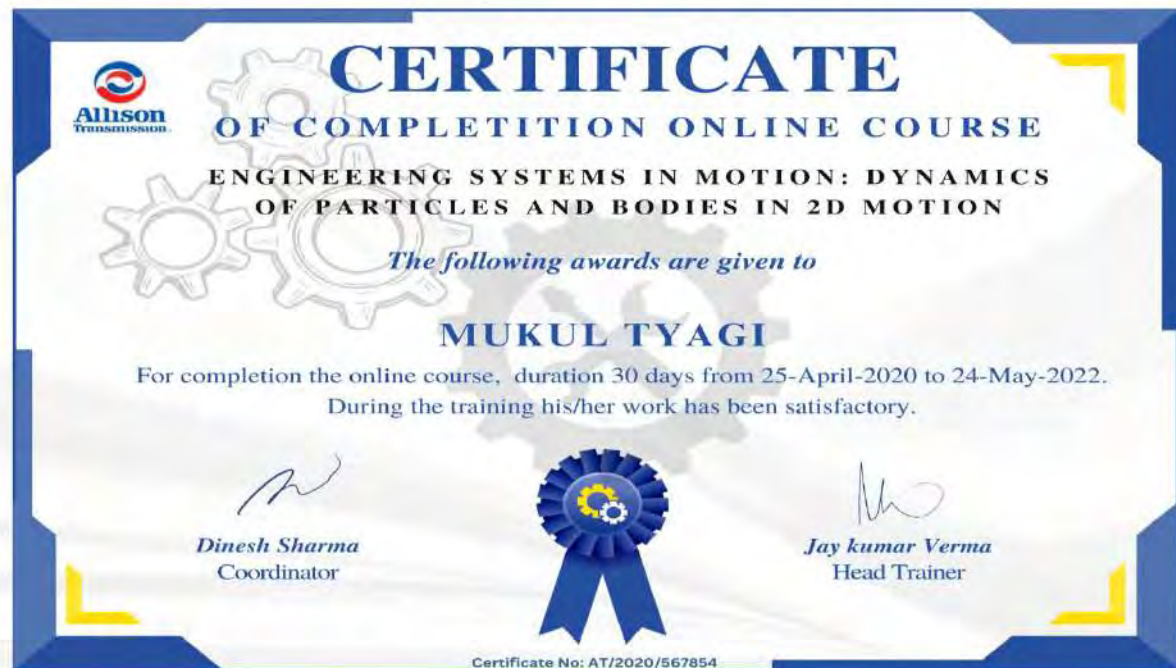 Allison
Transmission.
CERTIFICATE
OF COMPLETITION ONLINE COURSE
ENGINEERING SYSTEMS IN MOTION: DYNAMICS
OF PARTICLES AND BODIES IN 2D MOTION
The following awards are given to
MUKUL TYAGI
For completion the online course, duration 30 days from 25-April-2020 to 24-May-2022.
During the training his/her work has been satisfactory.
Dinesh Sharma
Coordinator
Jay kumar Verma
Head Trainer
Certificate No: AT/2020/567854